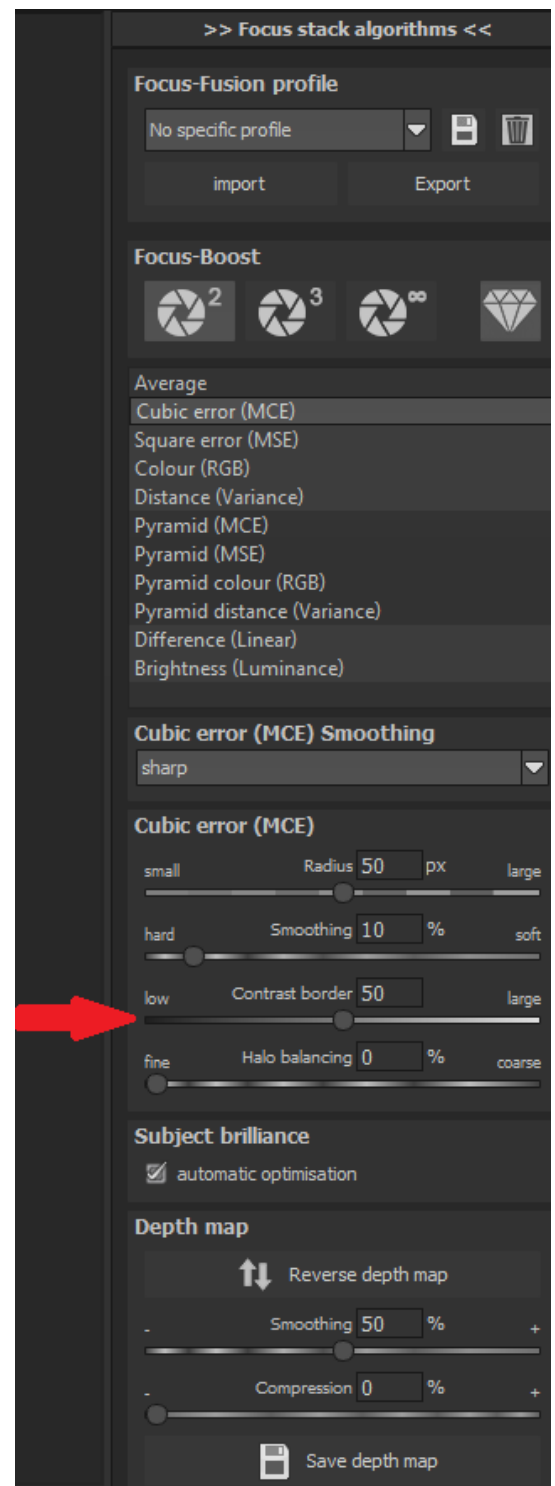 >> Focus stack algorithms <<
Focus-Fusion profile
No specific profile
import Export
Focus-Boost
2 3 ∞
Average
Cubic error (MCE)
Square error (MSE)
Colour (RGB)
Distance (Variance)
Pyramid (MCE)
Pyramid (MSE)
Pyramid colour (RGB)
Pyramid distance (Variance)
Difference (Linear)
Brightness (Luminance)
Cubic error (MCE) Smoothing
sharp
Cubic error (MCE)
small Radius 50 px large
hard Smoothing 10 % soft
low Contrast border 50 large
fine Halo balancing 0 % coarse
Subject brilliance
automatic optimisation
Depth map
Reverse depth map
- Smoothing 50 % +
- Compression 0 % +
Save depth map